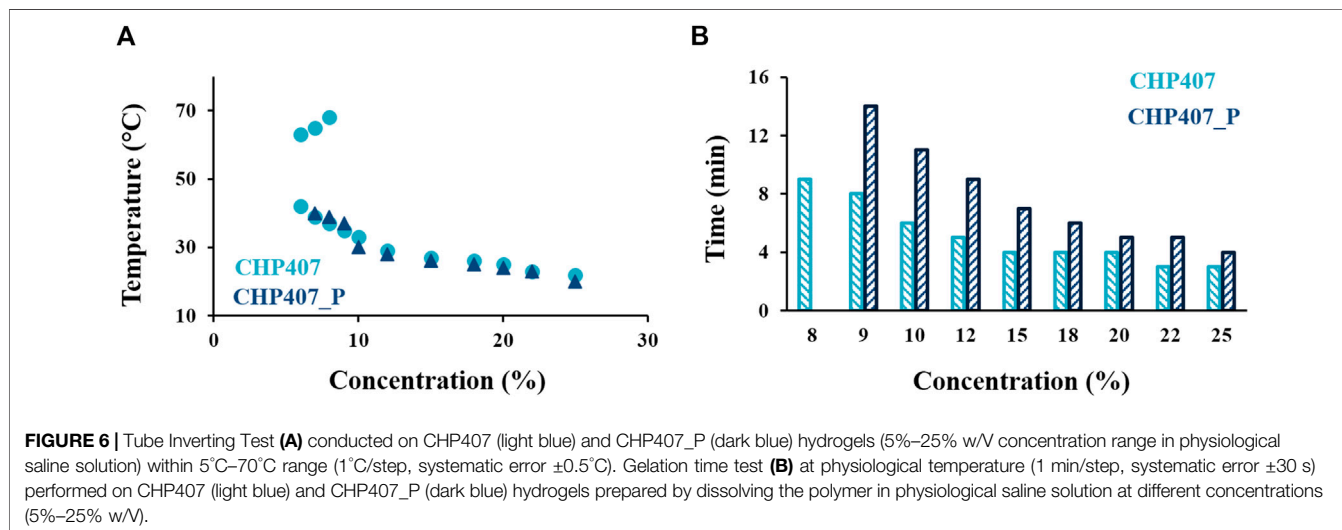 A
B
Temperature (°C)
70
50
30
10
CHP407
CHP407_P
0
10
20
30
Concentration (%)
Time (min)
16
12
8
4
0
CHP407
CHP407_P
8
9
10
12
15
18
20
22
25
Concentration (%)
FIGURE 6 | Tube Inverting Test (A) conducted on CHP407 (light blue) and CHP407_P (dark blue) hydrogels (5%–25% w/V concentration range in physiological
saline solution) within 5°C–70°C range (1°C/step, systematic error ±0.5°C). Gelation time test (B) at physiological temperature (1 min/step, systematic error ±30 s)
performed on CHP407 (light blue) and CHP407_P (dark blue) hydrogels prepared by dissolving the polymer in physiological saline solution at different concentrations
(5%–25% w/V).